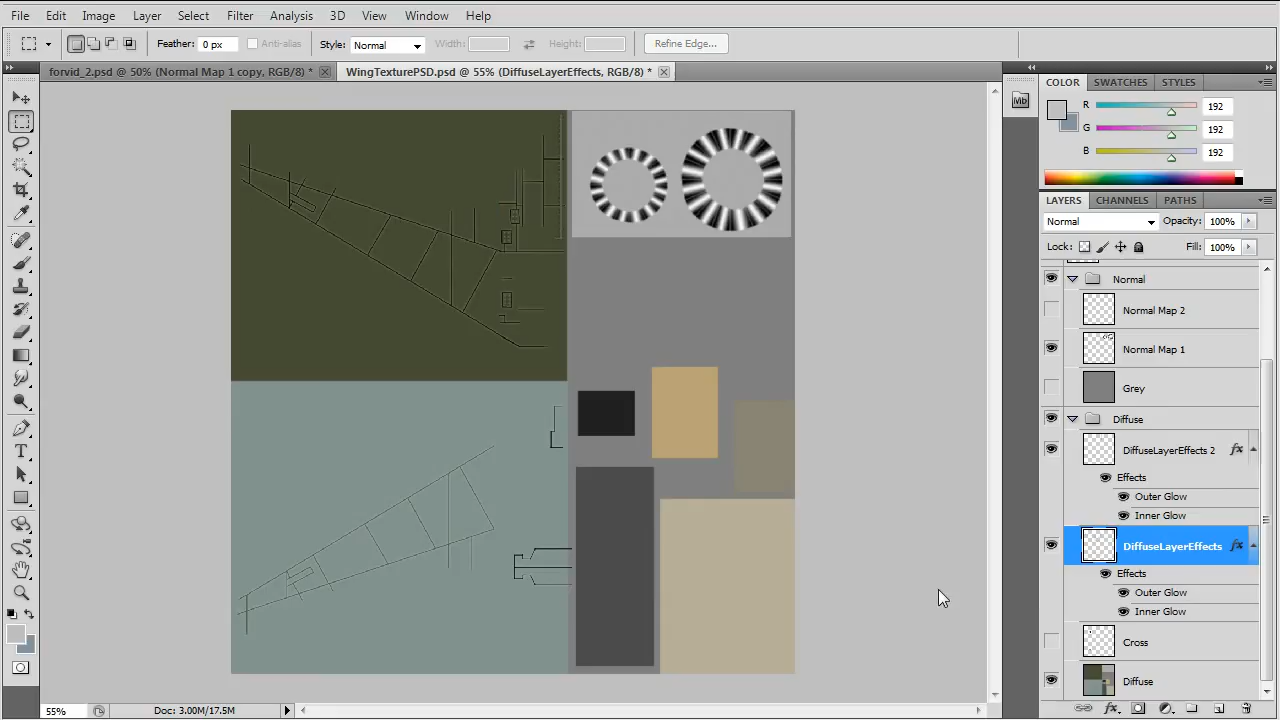 File Edit Image Layer Select Filter Analysis 3D View Window Help
Feather: 0 px Anti-alias Style: Normal Width: Height: Refine Edge...
forvid_2.psd @ 50% (Normal Map 1 copy, RGB/8) * WingTexturePSD.psd @ 55% (DiffuseLayerEffects, RGB/8) *
COLOR SWATCHES STYLES
Mb
R 192
G 192
B 192
LAYERS CHANNELS PATHS
Normal Opacity: 100%
Lock: Fill: 100%
Normal
Normal Map 2
Normal Map 1
Grey
Diffuse
DiffuseLayerEffects 2 fx
Effects
Outer Glow
Inner Glow
DiffuseLayerEffects fx
Effects
Outer Glow
Inner Glow
Cross
Diffuse
55% Doc: 3.00M/17.5M